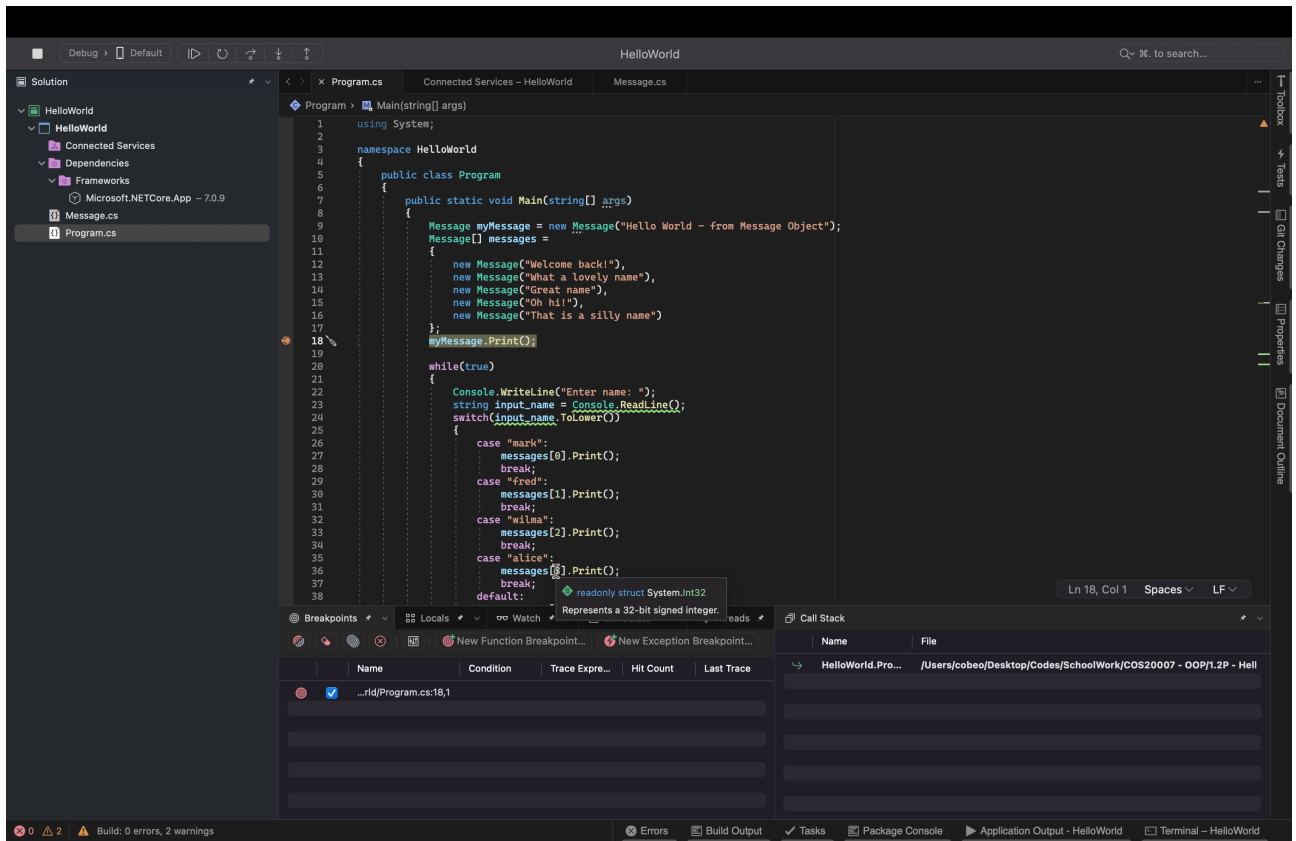 Debug > Default
HelloWorld
⌘. to search...
Solution
Program.cs
Connected Services – HelloWorld
Message.cs
Program > Main(string[] args)
HelloWorld
HelloWorld
Connected Services
Dependencies
Frameworks
Microsoft.NETCore.App – 7.0.9
Message.cs
Program.cs
1 using System;
2
3 namespace HelloWorld
4 {
5 public class Program
6 {
7 public static void Main(string[] args)
8 {
9 Message myMessage = new Message("Hello World - from Message Object");
10 Message[] messages =
11 {
12 new Message("Welcome back!"),
13 new Message("What a lovely name"),
14 new Message("Great name"),
15 new Message("Oh hi!"),
16 new Message("That is a silly name")
17 };
18 myMessage.Print();
19
20 while(true)
21 {
22 Console.WriteLine("Enter name: ");
23 string input_name = Console.ReadLine();
24 switch(input_name.ToLower())
25 {
26 case "mark":
27 messages[0].Print();
28 break;
29 case "fred":
30 messages[1].Print();
31 break;
32 case "wilma":
33 messages[2].Print();
34 break;
35 case "alice":
36 messages[3].Print();
37 break;
38 default:
readonly struct System.Int32
Represents a 32-bit signed integer.
Ln 18, Col 1 Spaces LF
Toolbox
Tests
Git Changes
Properties
Document Outline
Breakpoints
Locals
Watch
Call Stack
New Function Breakpoint...
New Exception Breakpoint...
Name Condition Trace Expre... Hit Count Last Trace
...rld/Program.cs:18,1
Name File
HelloWorld.Pro... /Users/cobeo/Desktop/Codes/SchoolWork/COS20007 - OOP/1.2P - Hell
0 2 Build: 0 errors, 2 warnings
Errors
Build Output
Tasks
Package Console
Application Output - HelloWorld
Terminal – HelloWorld